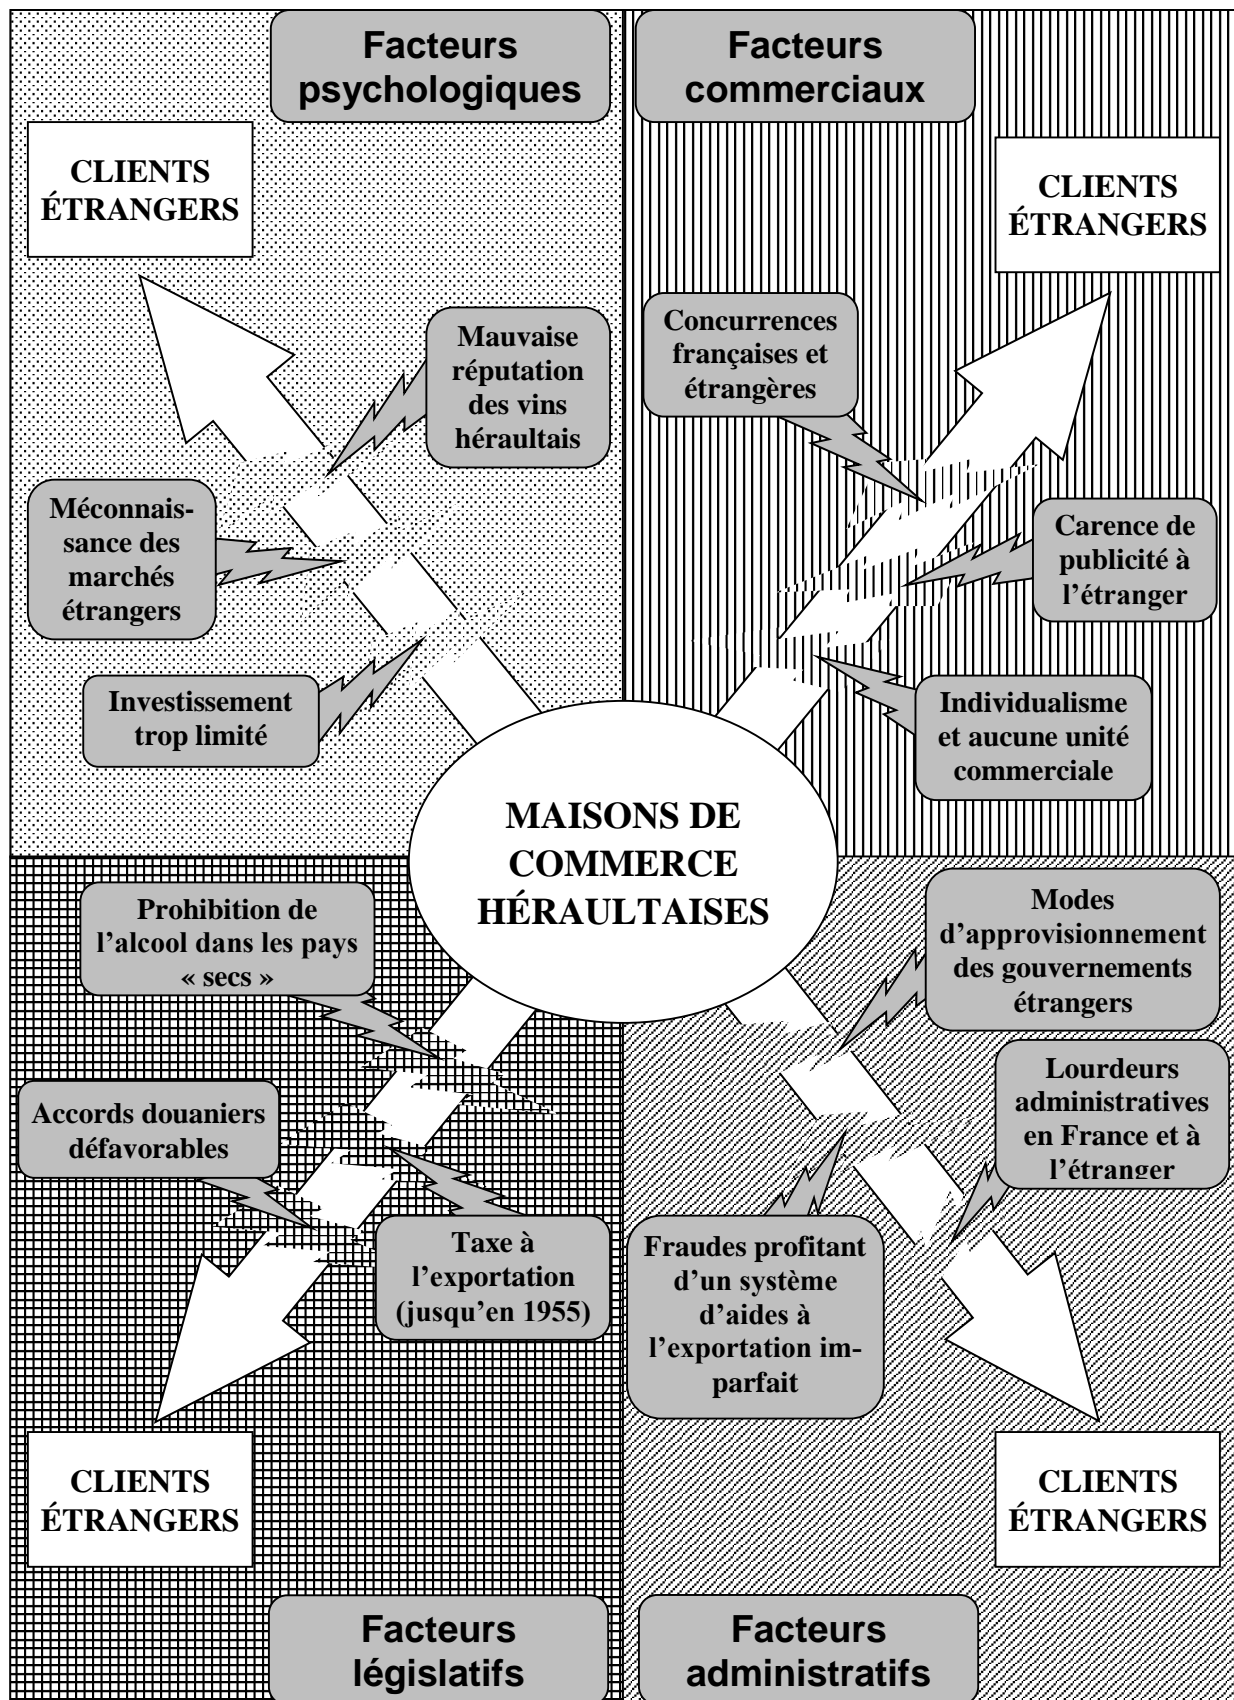 Facteurs
psychologiques
Facteurs
commerciaux
CLIENTS
ÉTRANGERS
CLIENTS
ÉTRANGERS
Mauvaise
réputation
des vins
héraultais
Concurrences
françaises et
étrangères
Méconnais-
sance des
marchés
étrangers
Carence de
publicité à
l’étranger
Investissement
trop limité
Individualisme
et aucune unité
commerciale
MAISONS DE
COMMERCE
HÉRAULTAISES
Prohibition de
l’alcool dans les pays
« secs »
Modes
d’approvisionnement
des gouvernements
étrangers
Accords douaniers
défavorables
Lourdeurs
administratives
en France et à
l’étranger
Taxe à
l’exportation
(jusqu’en 1955)
Fraudes profitant
d’un système
d’aides à
l’exportation im-
parfait
CLIENTS
ÉTRANGERS
CLIENTS
ÉTRANGERS
Facteurs
législatifs
Facteurs
administratifs